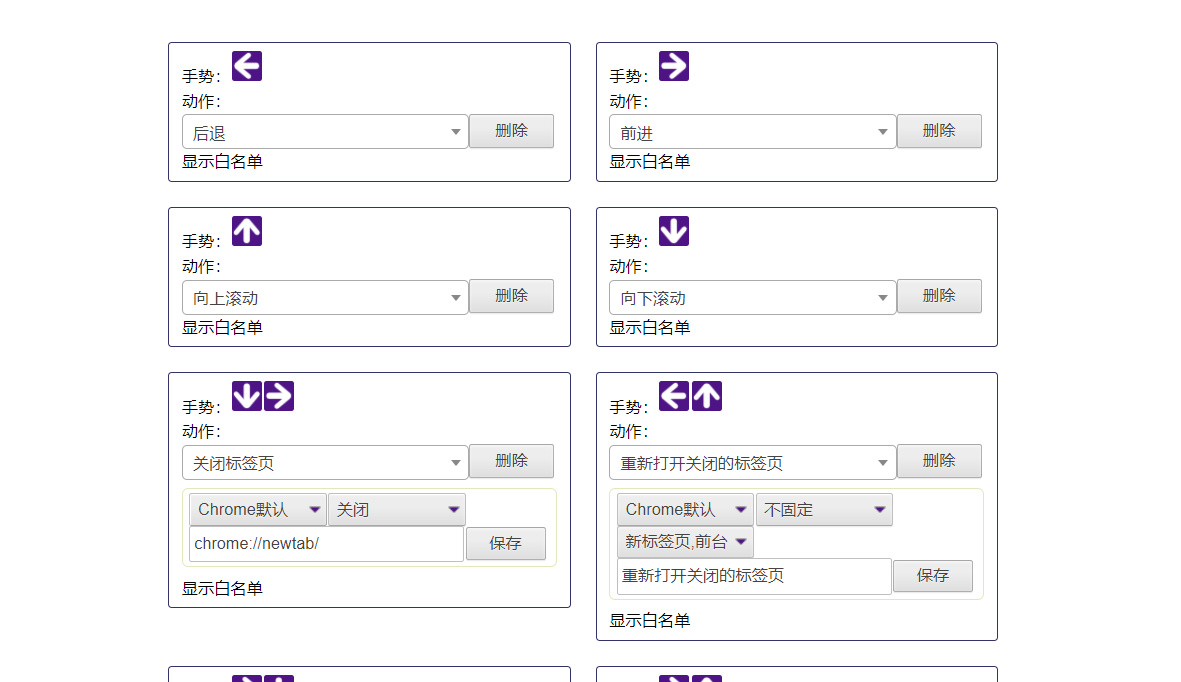 手势：
动作：
后退
删除
显示白名单
手势：
动作：
前进
删除
显示白名单
手势：
动作：
向上滚动
删除
显示白名单
手势：
动作：
向下滚动
删除
显示白名单
手势：
动作：
关闭标签页
删除
Chrome默认
关闭
chrome://newtab/
保存
显示白名单
手势：
动作：
重新打开关闭的标签页
删除
Chrome默认
不固定
新标签页,前台
重新打开关闭的标签页
保存
显示白名单